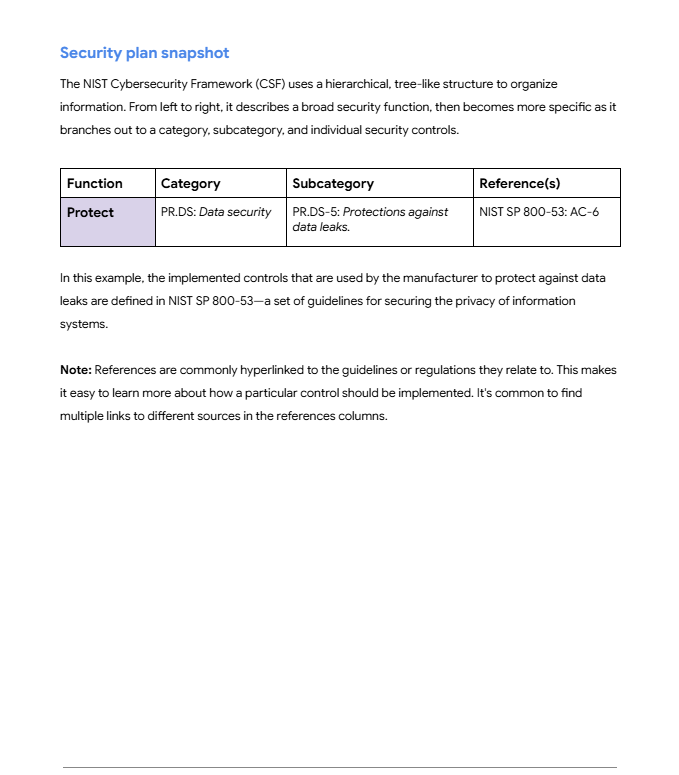 Security plan snapshot
The NIST Cybersecurity Framework (CSF) uses a hierarchical, tree-like structure to organize
information. From left to right, it describes a broad security function, then becomes more specific as it
branches out to a category, subcategory, and individual security controls.
Function Category Subcategory Reference(s)
Protect PR.DS: Data security PR.DS-5: Protections against NIST SP 800-53: AC-6
data leaks.
In this example, the implemented controls that are used by the manufacturer to protect against data
leaks are defined in NIST SP 800-53—a set of guidelines for securing the privacy of information
systems.
Note: References are commonly hyperlinked to the guidelines or regulations they relate to. This makes
it easy to learn more about how a particular control should be implemented. It's common to find
multiple links to different sources in the references columns.